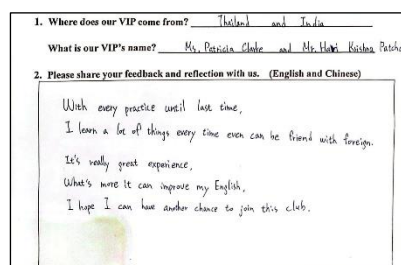 1. Where does our VIP come from? Thailand and India
What is our VIP's name? Ms. Patricia Clarke and Mr. Hari Krishna Patcha
2. Please share your feedback and reflection with us. (English and Chinese)
With every practice until last time,
I learn a lot of things every time even can be friend with foreign.
It's really great experience,
What's more It can improve my English,
I hope I can have another chance to join this club.